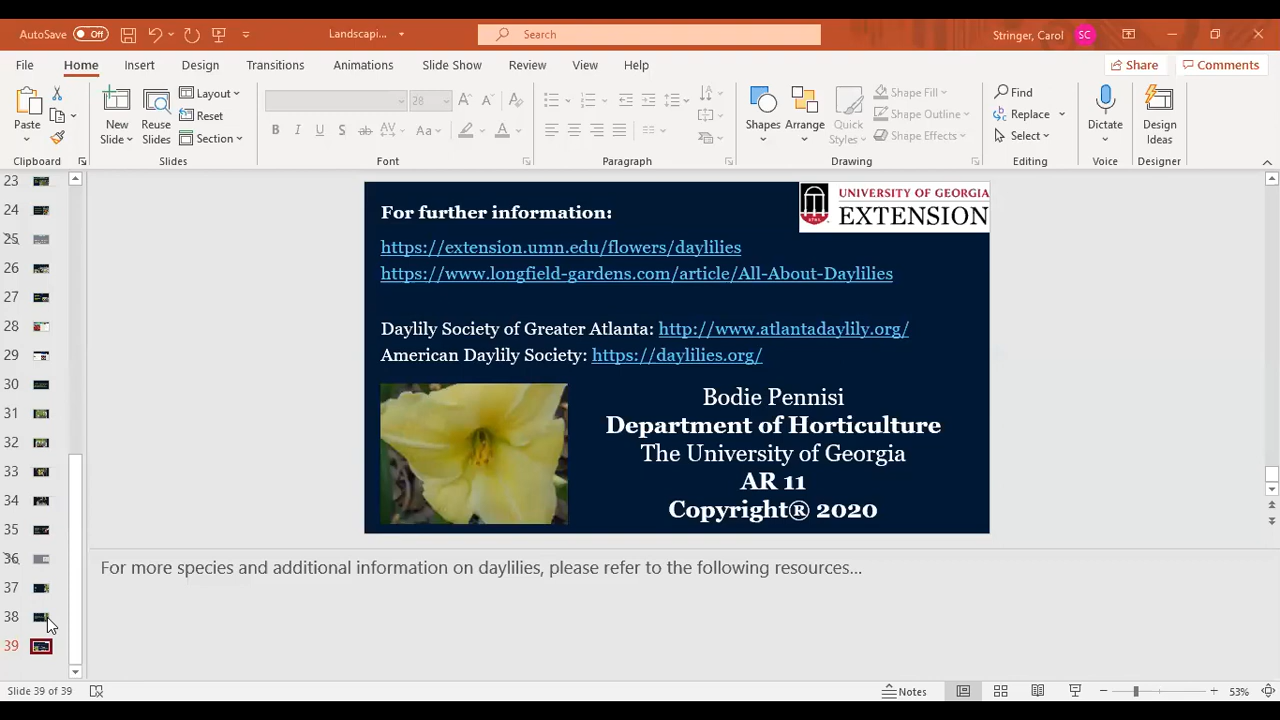 AutoSave Off Landscapi... Search Stringer, Carol SC
File Home Insert Design Transitions Animations Slide Show Review View Help Share Comments
Paste
Clipboard
New
Slide
Reuse
Slides
Layout
Reset
Section
Slides
28
Font
Paragraph
Shapes
Arrange
Quick
Styles
Shape Fill
Shape Outline
Shape Effects
Drawing
Find
Replace
Select
Editing
Dictate
Voice
Design
Ideas
Designer
23
24
25
26
27
28
29
30
31
32
33
34
35
36
37
38
39
UNIVERSITY OF GEORGIA
EXTENSION
For further information:
https://extension.umn.edu/flowers/daylilies
https://www.longfield-gardens.com/article/All-About-Daylilies
Daylily Society of Greater Atlanta: http://www.atlantadaylily.org/
American Daylily Society: https://daylilies.org/
Bodie Pennisi
Department of Horticulture
The University of Georgia
AR 11
Copyright® 2020
For more species and additional information on daylilies, please refer to the following resources...
Slide 39 of 39 Notes 53%